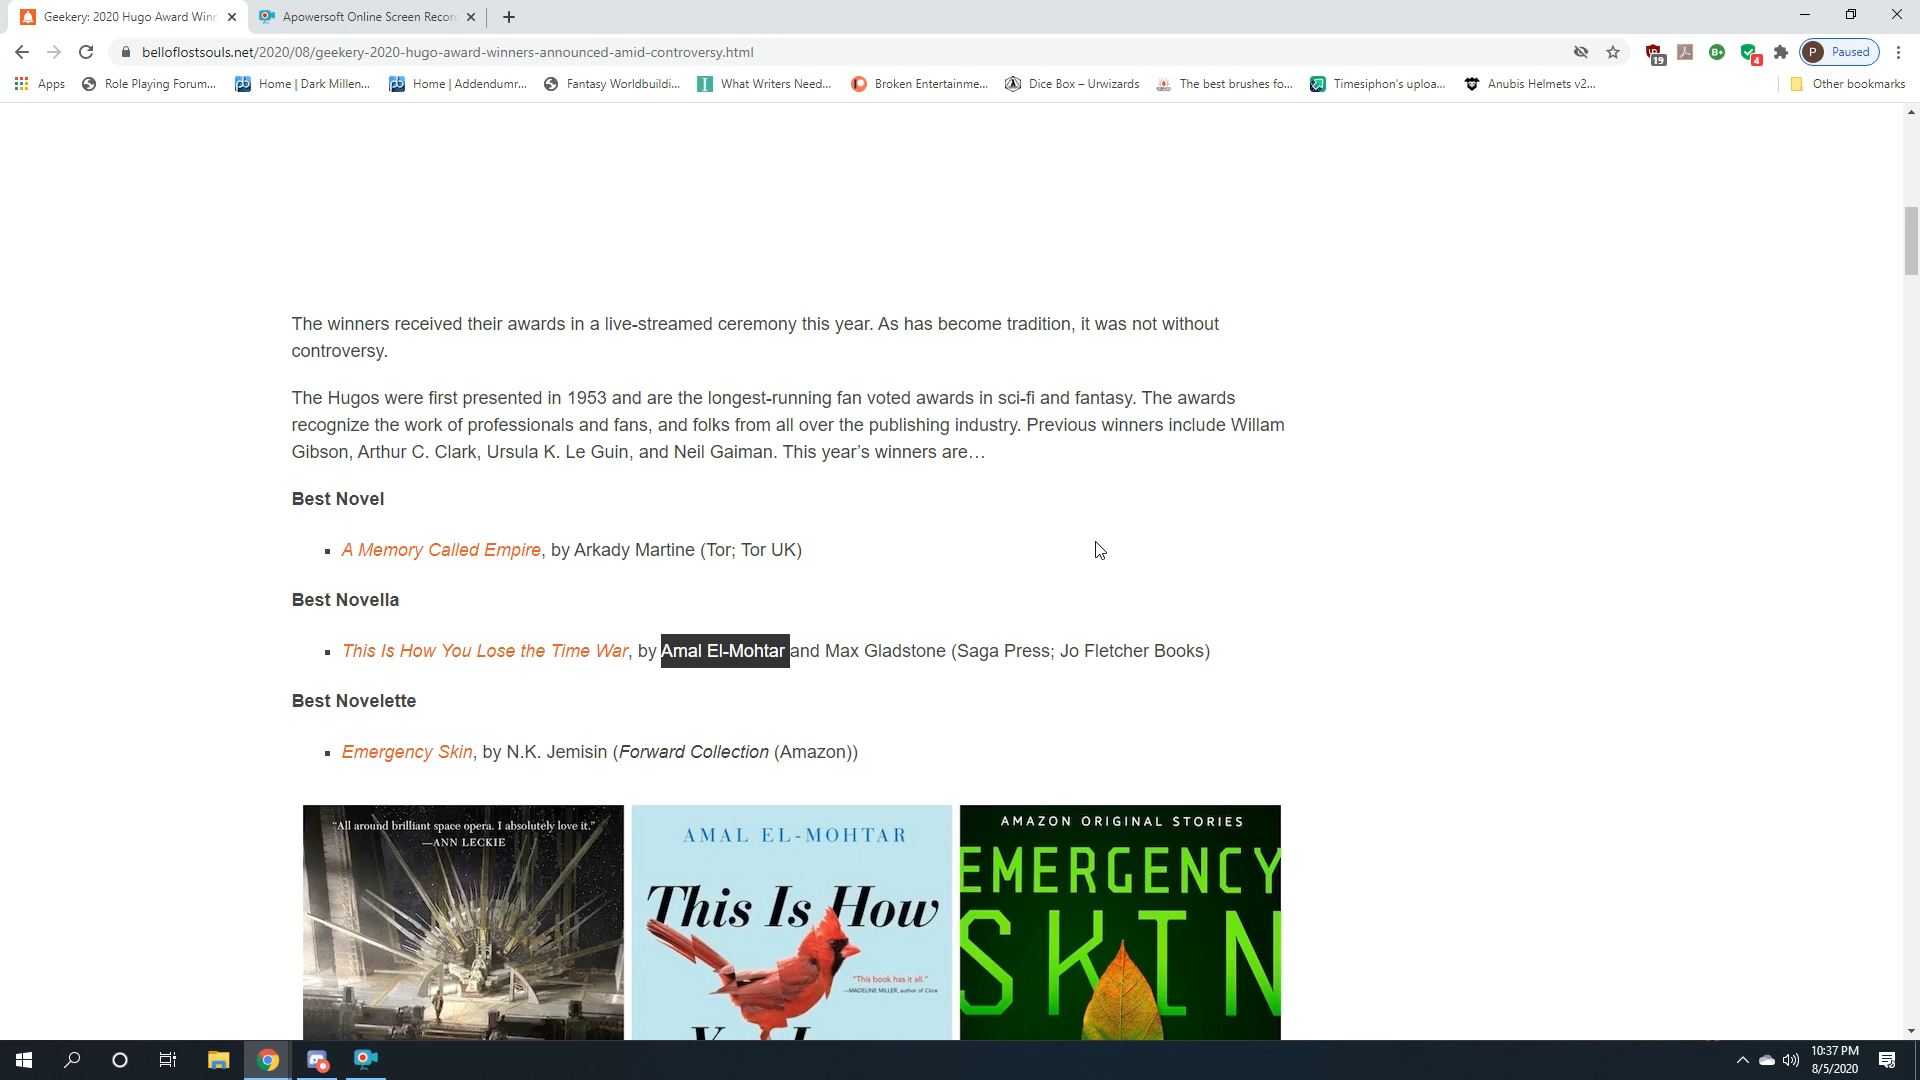 Geekery: 2020 Hugo Award Winn
Apowersoft Online Screen Record
belloflostsouls.net/2020/08/geekery-2020-hugo-award-winners-announced-amid-controversy.html
19
4
P Paused
Apps
Role Playing Forum...
Home | Dark Millen...
Home | Addendumr...
Fantasy Worldbuildi...
What Writers Need...
Broken Entertainme...
Dice Box – Urwizards
The best brushes fo...
Timesiphon's uploa...
Anubis Helmets v2...
Other bookmarks
The winners received their awards in a live-streamed ceremony this year. As has become tradition, it was not without
controversy.
The Hugos were first presented in 1953 and are the longest-running fan voted awards in sci-fi and fantasy. The awards
recognize the work of professionals and fans, and folks from all over the publishing industry. Previous winners include Willam
Gibson, Arthur C. Clark, Ursula K. Le Guin, and Neil Gaiman. This year’s winners are…
Best Novel
A Memory Called Empire, by Arkady Martine (Tor; Tor UK)
Best Novella
This Is How You Lose the Time War, by Amal El-Mohtar and Max Gladstone (Saga Press; Jo Fletcher Books)
Best Novelette
Emergency Skin, by N.K. Jemisin (Forward Collection (Amazon))
"All around brilliant space opera. I absolutely love it."
—ANN LECKIE
AMAL EL-MOHTAR
This Is How
"This book has it all."
—MADELINE MILLER, author of Circe
AMAZON ORIGINAL STORIES
EMERGENCY
SKIN
10:37 PM
8/5/2020